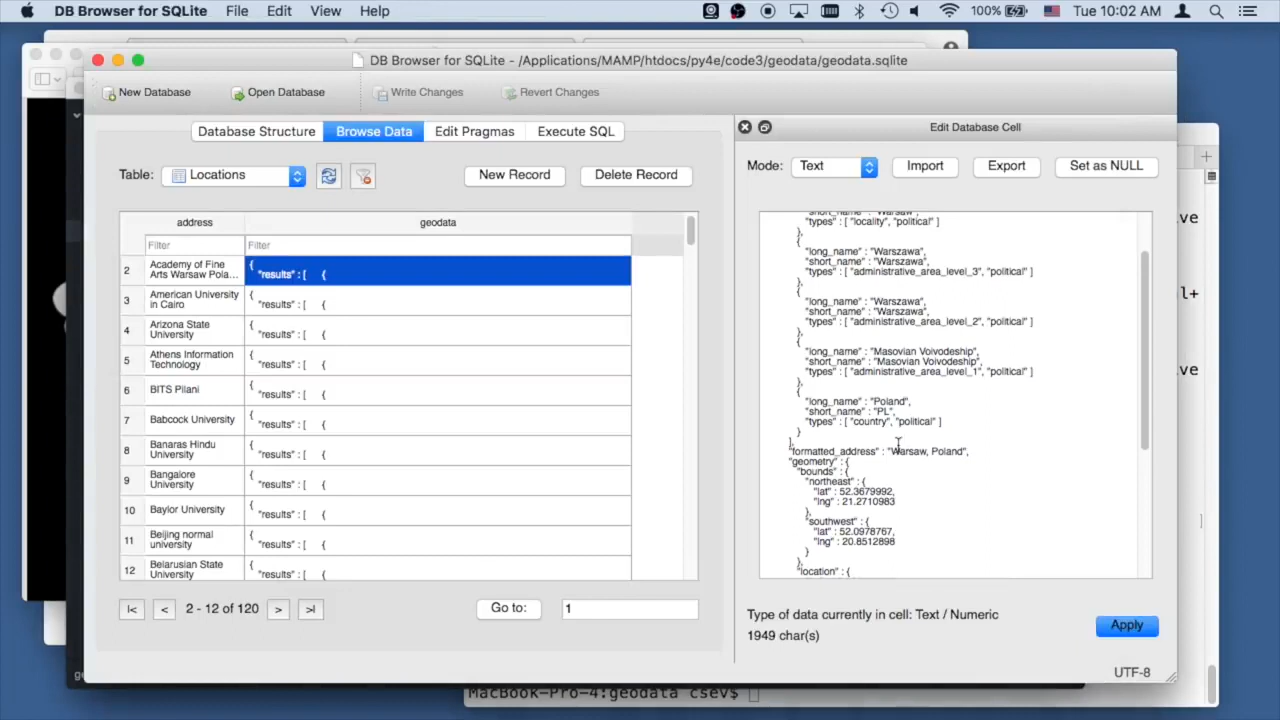 DB Browser for SQLite File Edit View Help 100% Tue 10:02 AM
DB Browser for SQLite - /Applications/MAMP/htdocs/py4e/code3/geodata/geodata.sqlite
New Database Open Database Write Changes Revert Changes
Database Structure Browse Data Edit Pragmas Execute SQL
Table: Locations New Record Delete Record
address geodata
Filter Filter
2 Academy of Fine Arts Warsaw Pola... { "results" : [ {
3 American University in Cairo { "results" : [ {
4 Arizona State University { "results" : [ {
5 Athens Information Technology { "results" : [ {
6 BITS Pilani { "results" : [ {
7 Babcock University { "results" : [ {
8 Banaras Hindu University { "results" : [ {
9 Bangalore University { "results" : [ {
10 Baylor University { "results" : [ {
11 Beijing normal university { "results" : [ {
12 Belarusian State University { "results" : [ {
|< < 2 - 12 of 120 > >| Go to: 1
Edit Database Cell
Mode: Text Import Export Set as NULL
"short_name" : "Warsaw",
"types" : [ "locality", "political" ]
},
{
"long_name" : "Warszawa",
"short_name" : "Warszawa",
"types" : [ "administrative_area_level_3", "political" ]
},
{
"long_name" : "Warszawa",
"short_name" : "Warszawa",
"types" : [ "administrative_area_level_2", "political" ]
},
{
"long_name" : "Masovian Voivodeship",
"short_name" : "Masovian Voivodeship",
"types" : [ "administrative_area_level_1", "political" ]
},
{
"long_name" : "Poland",
"short_name" : "PL",
"types" : [ "country", "political" ]
}
],
"formatted_address" : "Warsaw, Poland",
"geometry" : {
"bounds" : {
"northeast" : {
"lat" : 52.3679992,
"lng" : 21.2710983
},
"southwest" : {
"lat" : 52.0978767,
"lng" : 20.8512898
}
},
"location" : {
Type of data currently in cell: Text / Numeric
1949 char(s)
Apply
UTF-8
ve
al+
ve
MacBook-Pro-4:geodata csev$